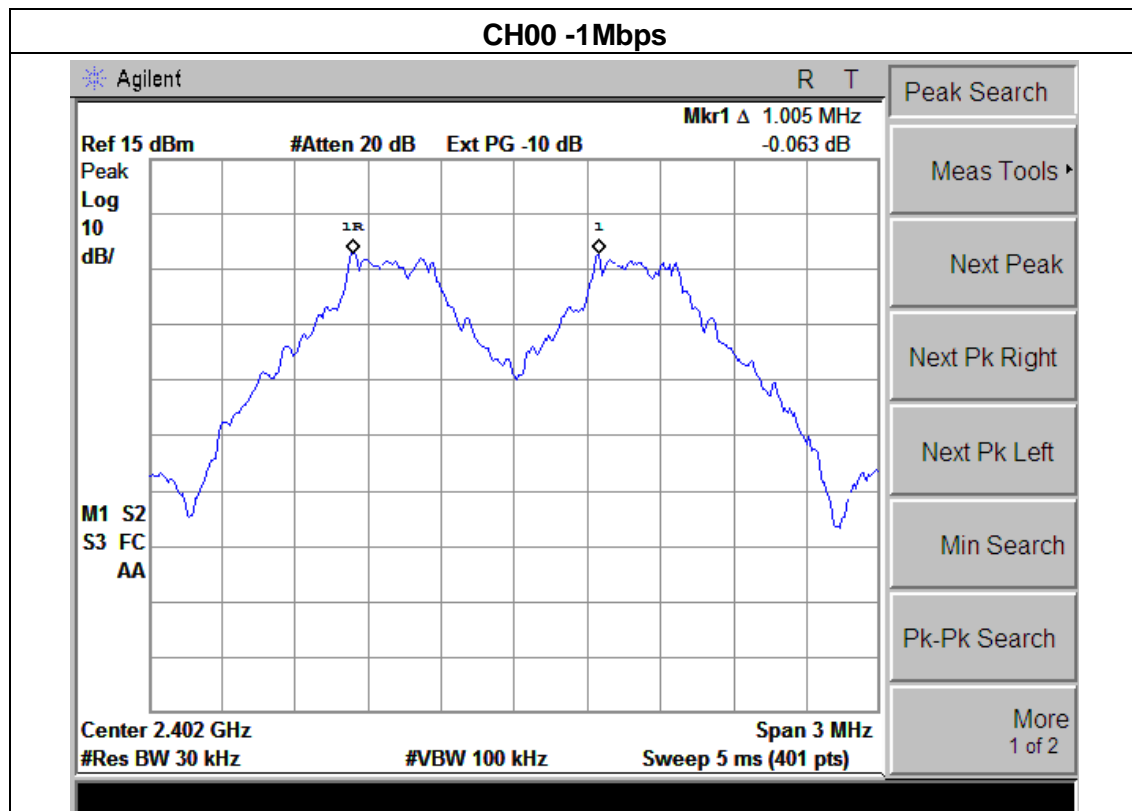 CH00 -1Mbps
Agilent R T
Mkr1 Δ 1.005 MHz
Ref 15 dBm #Atten 20 dB Ext PG -10 dB -0.063 dB
Peak
Log
10
dB/
1R 1
M1 S2
S3 FC
AA
Center 2.402 GHz Span 3 MHz
#Res BW 30 kHz #VBW 100 kHz Sweep 5 ms (401 pts)
Peak Search
Meas Tools
Next Peak
Next Pk Right
Next Pk Left
Min Search
Pk-Pk Search
More
1 of 2